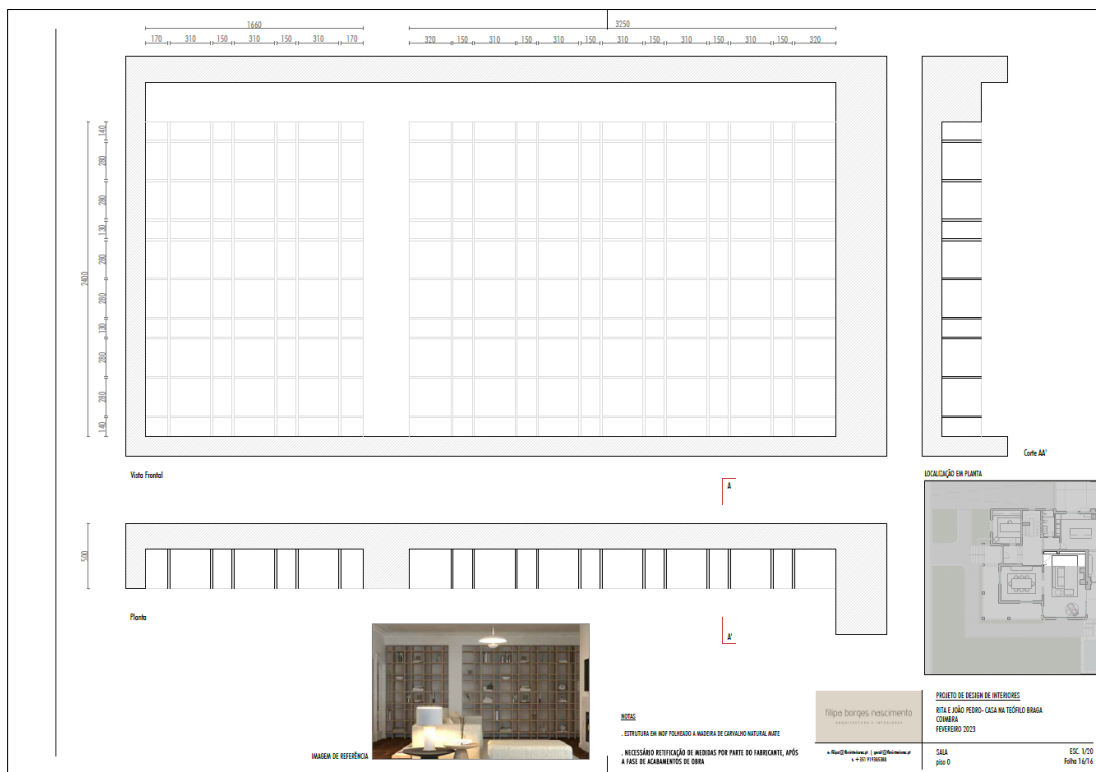 1660
3250
170 310 150 310 150 310 170
320 150 310 150 310 150 310 150 310 150 310 150 320
2400
140
280
280
130
280
280
130
280
280
140
Vista Frontal
Corte AA'
A
LOCALIZAÇÃO EM PLANTA
500
Planta
A'
IMAGEM DE REFERÊNCIA
NOTAS
. ESTRUTURA EM MDF FOLHEADO A MADEIRA DE CARVALHO NATURAL MATE
. NECESSÁRIO RETIFICAÇÃO DE MEDIDAS POR PARTE DO FABRICANTE, APÓS
A FASE DE ACABAMENTOS DE OBRA
filipa borges nascimento
arquitectura e interiores
PROJETO DE DESIGN DE INTERIORES
RITA E JOÃO PEDRO- CASA NA TEÓFILO BRAGA
COIMBRA
FEVEREIRO 2023
SALA
piso 0
ESC. 1/20
Folha 16/16